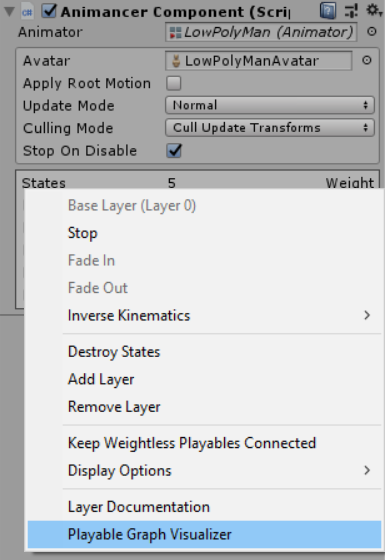 Animancer Component (Scri
Animator LowPolyMan (Animator)
Avatar LowPolyManAvatar
Apply Root Motion
Update Mode Normal
Culling Mode Cull Update Transforms
Stop On Disable
States 5 Weight
Base Layer (Layer 0)
Stop
Fade In
Fade Out
Inverse Kinematics
Destroy States
Add Layer
Remove Layer
Keep Weightless Playables Connected
Display Options
Layer Documentation
Playable Graph Visualizer